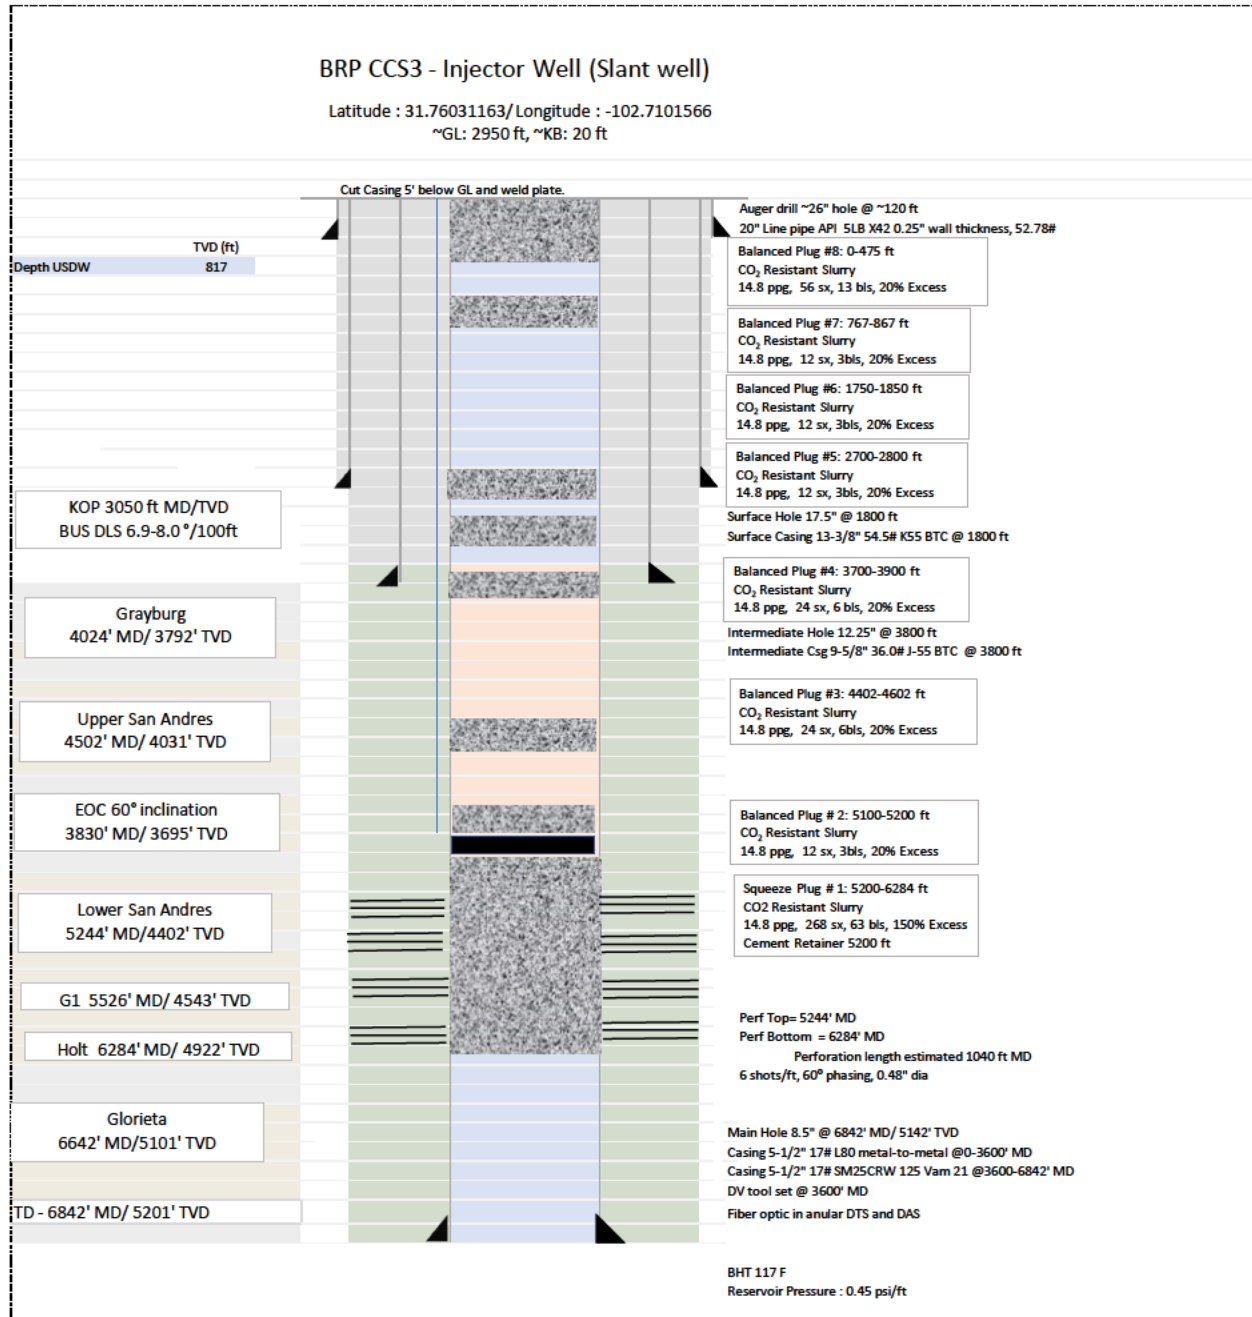 BRP CCS3 - Injector Well (Slant well)
Latitude : 31.76031163/ Longitude : -102.7101566
~GL: 2950 ft, ~KB: 20 ft
Cut Casing 5' below GL and weld plate.
TVD (ft)
Depth USDW 817
KOP 3050 ft MD/TVD
BUS DLS 6.9-8.0 °/100ft
Grayburg
4024' MD/ 3792' TVD
Upper San Andres
4502' MD/ 4031' TVD
EOC 60° inclination
3830' MD/ 3695' TVD
Lower San Andres
5244' MD/4402' TVD
G1 5526' MD/ 4543' TVD
Holt 6284' MD/ 4922' TVD
Glorieta
6642' MD/5101' TVD
TD - 6842' MD/ 5201' TVD
Auger drill ~26" hole @ ~120 ft
20" Line pipe API 5LB X42 0.25" wall thickness, 52.78#
Balanced Plug #8: 0-475 ft
CO₂ Resistant Slurry
14.8 ppg, 56 sx, 13 bls, 20% Excess
Balanced Plug #7: 767-867 ft
CO₂ Resistant Slurry
14.8 ppg, 12 sx, 3bls, 20% Excess
Balanced Plug #6: 1750-1850 ft
CO₂ Resistant Slurry
14.8 ppg, 12 sx, 3bls, 20% Excess
Balanced Plug #5: 2700-2800 ft
CO₂ Resistant Slurry
14.8 ppg, 12 sx, 3bls, 20% Excess
Surface Hole 17.5" @ 1800 ft
Surface Casing 13-3/8" 54.5# K55 BTC @ 1800 ft
Balanced Plug #4: 3700-3900 ft
CO₂ Resistant Slurry
14.8 ppg, 24 sx, 6 bls, 20% Excess
Intermediate Hole 12.25" @ 3800 ft
Intermediate Csg 9-5/8" 36.0# J-55 BTC @ 3800 ft
Balanced Plug #3: 4402-4602 ft
CO₂ Resistant Slurry
14.8 ppg, 24 sx, 6bls, 20% Excess
Balanced Plug # 2: 5100-5200 ft
CO₂ Resistant Slurry
14.8 ppg, 12 sx, 3bls, 20% Excess
Squeeze Plug # 1: 5200-6284 ft
CO2 Resistant Slurry
14.8 ppg, 268 sx, 63 bls, 150% Excess
Cement Retainer 5200 ft
Perf Top= 5244' MD
Perf Bottom = 6284' MD
Perforation length estimated 1040 ft MD
6 shots/ft, 60° phasing, 0.48" dia
Main Hole 8.5" @ 6842' MD/ 5142' TVD
Casing 5-1/2" 17# L80 metal-to-metal @0-3600' MD
Casing 5-1/2" 17# SM25CRW 125 Vam 21 @3600-6842' MD
DV tool set @ 3600' MD
Fiber optic in anular DTS and DAS
BHT 117 F
Reservoir Pressure : 0.45 psi/ft